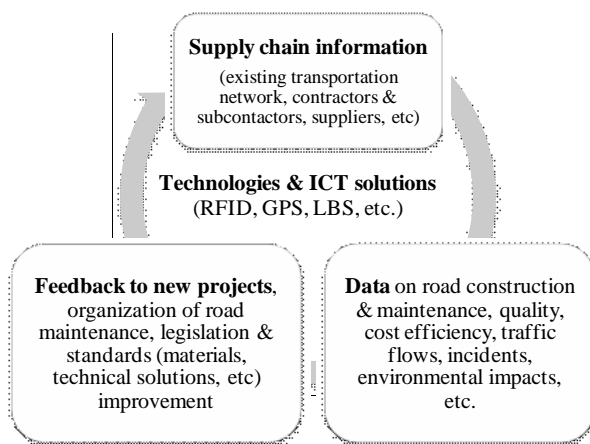 Supply chain information
(existing transportation
network, contractors &
subcontactors, suppliers, etc)
Technologies & ICT solutions
(RFID, GPS, LBS, etc.)
Feedback to new projects,
organization of road
maintenance, legislation &
standards (materials,
technical solutions, etc)
improvement
Data on road construction
& maintenance, quality,
cost efficiency, traffic
flows, incidents,
environmental impacts,
etc.